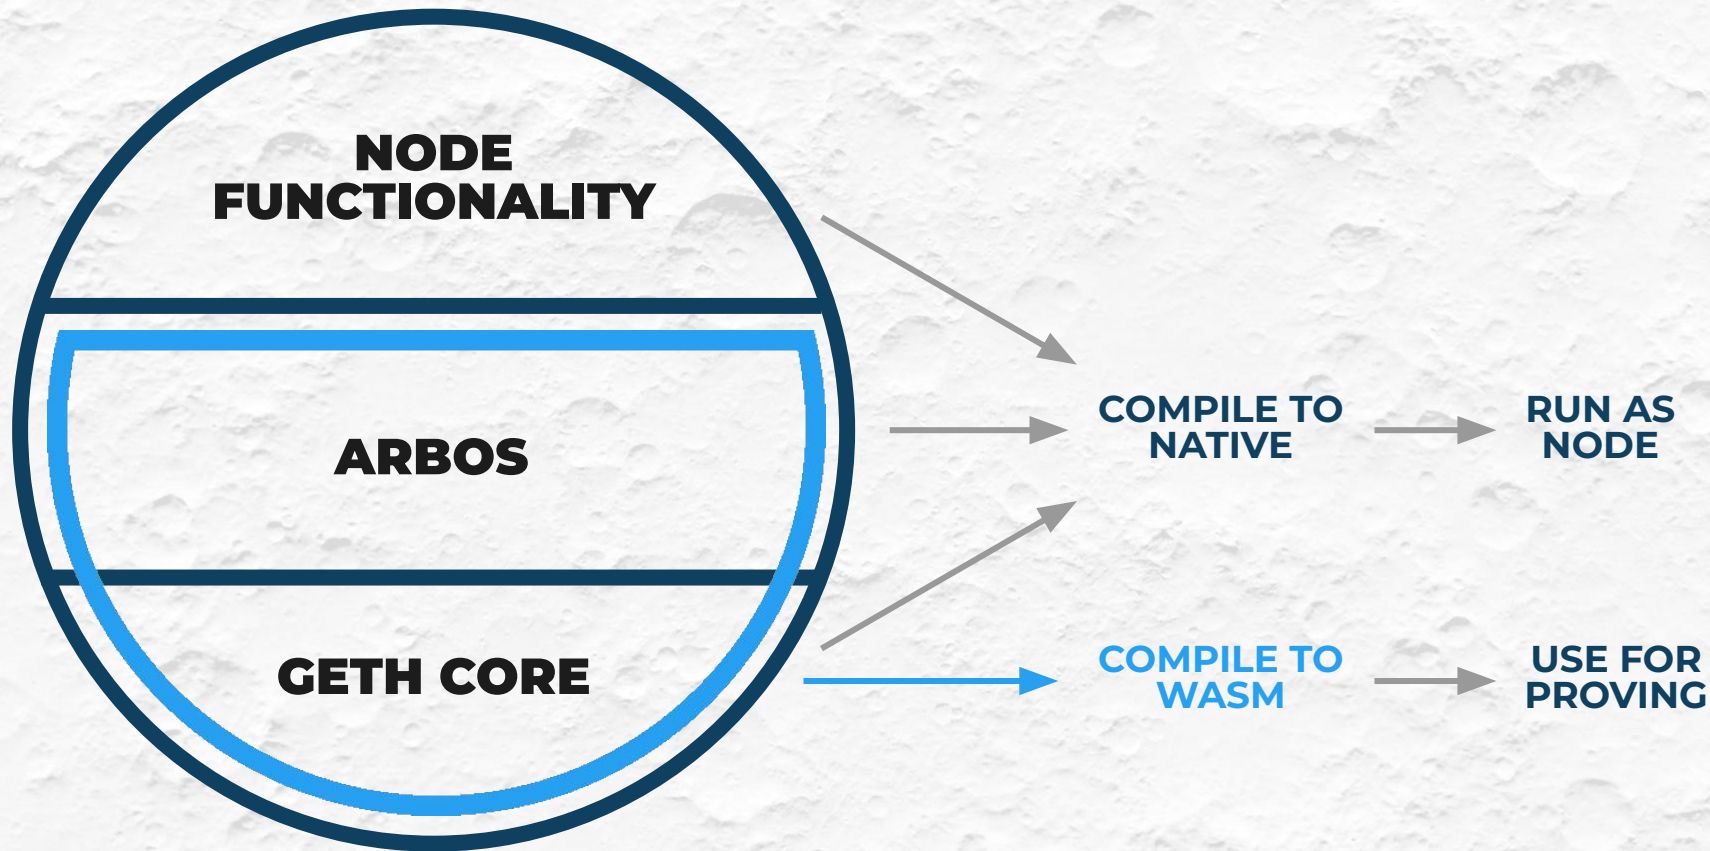 NODE
FUNCTIONALITY
ARBOS
GETH CORE
COMPILE TO
NATIVE
RUN AS
NODE
COMPILE TO
WASM
USE FOR
PROVING